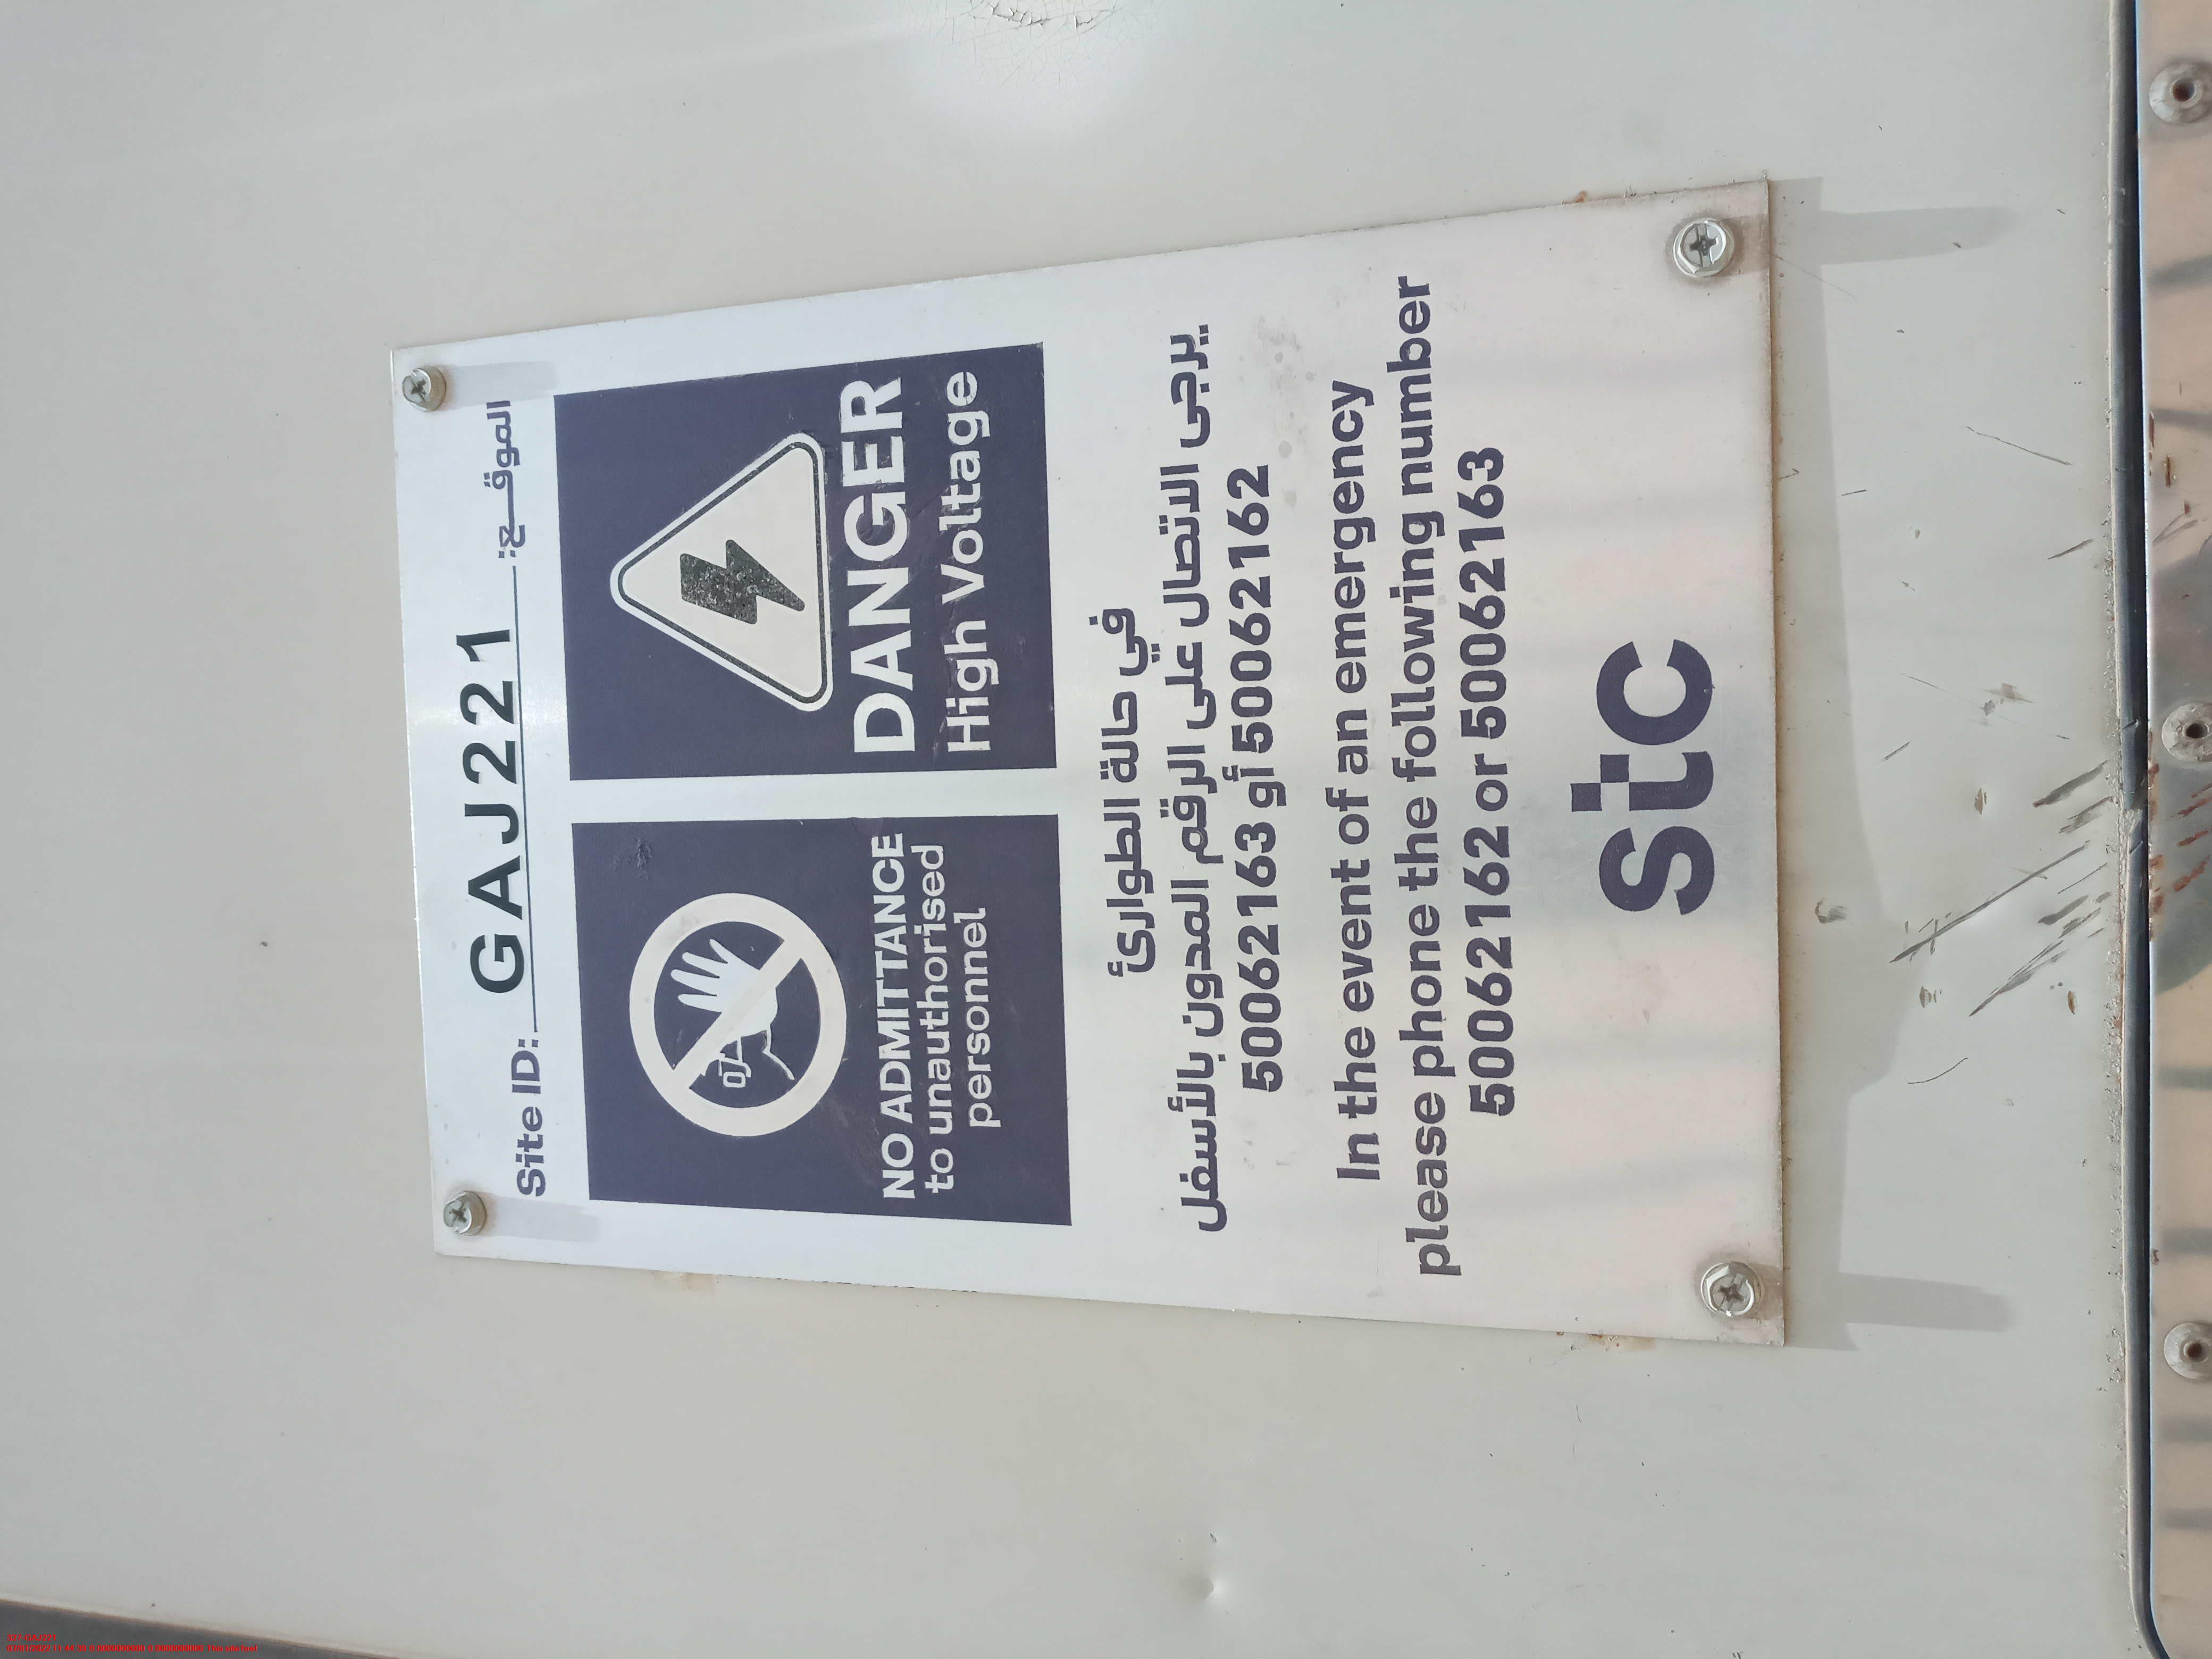 Site ID: GAJ221 الموقـــع:
NO ADMITTANCE
to unauthorised
personnel
DANGER
High Voltage
في حالة الطوارئ
يرجى الاتصال على الرقم المدون بالأسفل
50062162 أو 50062163
In the event of an emergency
please phone the following number
50062162 or 50062163
stc